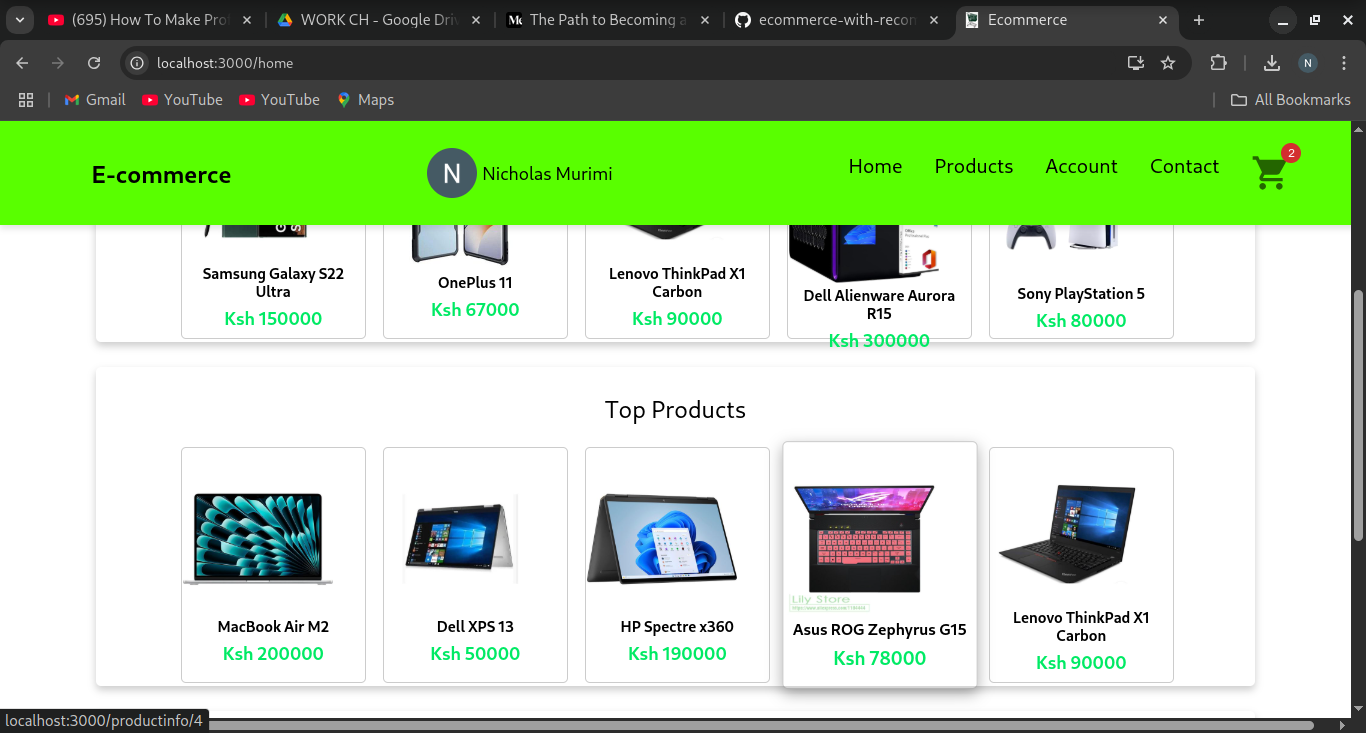 (695) How To Make Pro
WORK CH - Google Dri
The Path to Becoming a
ecommerce-with-recon
Ecommerce
localhost:3000/home
N
Gmail
YouTube
YouTube
Maps
All Bookmarks
E-commerce
N
Nicholas Murimi
Home
Products
Account
Contact
2
Samsung Galaxy S22
Ultra
Ksh 150000
OnePlus 11
Ksh 67000
Lenovo ThinkPad X1
Carbon
Ksh 90000
Dell Alienware Aurora
R15
Ksh 300000
Sony PlayStation 5
Ksh 80000
Top Products
MacBook Air M2
Ksh 200000
Dell XPS 13
Ksh 50000
HP Spectre x360
Ksh 190000
Lily Store
Asus ROG Zephyrus G15
Ksh 78000
Lenovo ThinkPad X1
Carbon
Ksh 90000
localhost:3000/productinfo/4